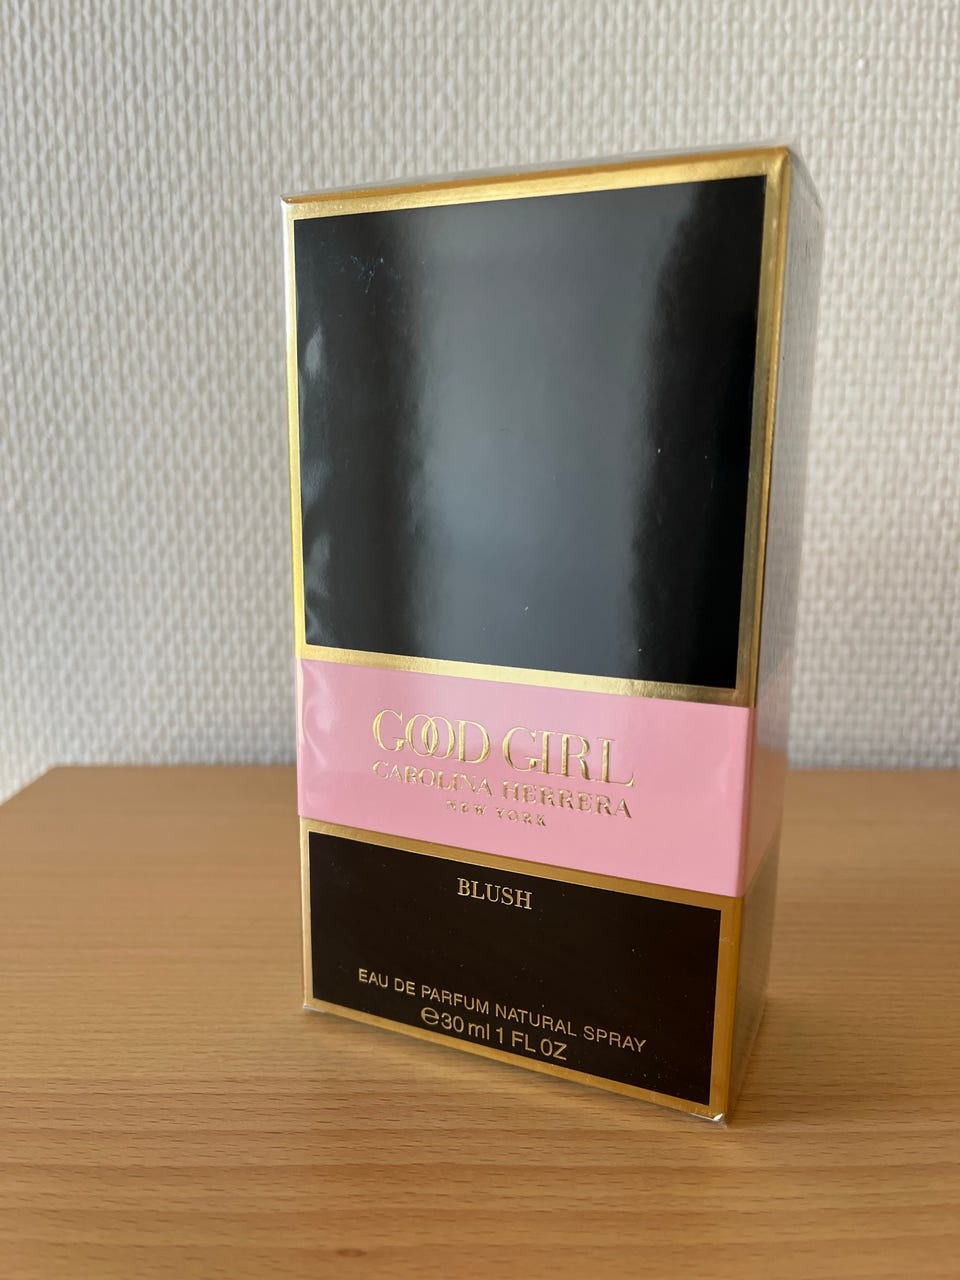 GOOD GIRL
CAROLINA HERRERA
NEW YORK
BLUSH
EAU DE PARFUM NATURAL SPRAY
℮30 ml 1 FL OZ